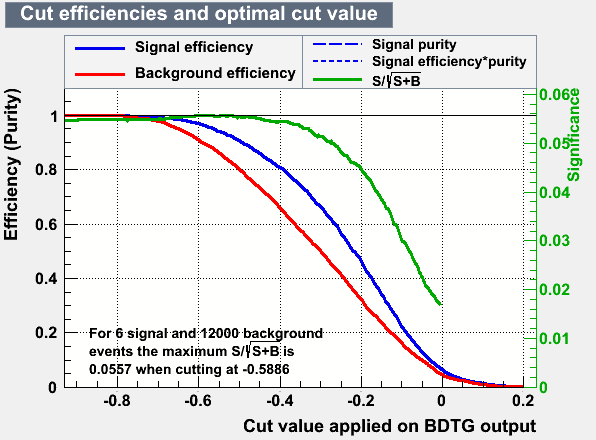 Cut efficiencies and optimal cut value
Signal efficiency
Background efficiency
Signal purity
Signal efficiency*purity
S/√S+B
Efficiency (Purity)
1
0.8
0.6
0.4
0.2
0
0.06
0.05
0.04
0.03
0.02
0.01
0
Significance
For 6 signal and 12000 background
events the maximum S/√S+B is
0.0557 when cutting at -0.5886
-0.8 -0.6 -0.4 -0.2 0 0.2
Cut value applied on BDTG output